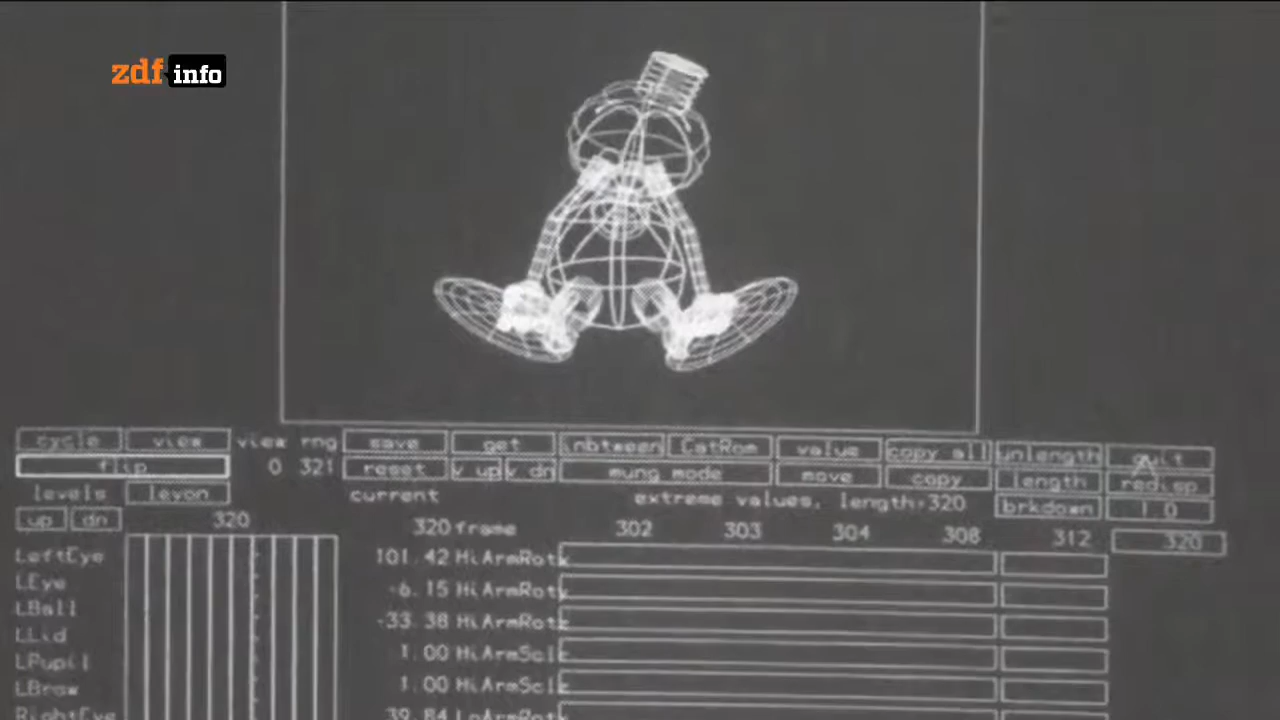 zdf info
cycle view view rng save get inbtween CatRom value copy all unlength quit
flip 0 321 reset v up v dn mung mode move copy length redisp
levels levon current extreme values, length:320 brkdown 1.0
up dn 320 320 frame 302 303 304 308 312 320
LeftEye 101.42 HiArmRotx
LEye -6.15 HiArmRoty
LBall -33.38 HiArmRotz
LLid 1.00 HiArmScl
LPupil 1.00 HiArmScl
LBrow 39.84 LoArmRotx
RightEye